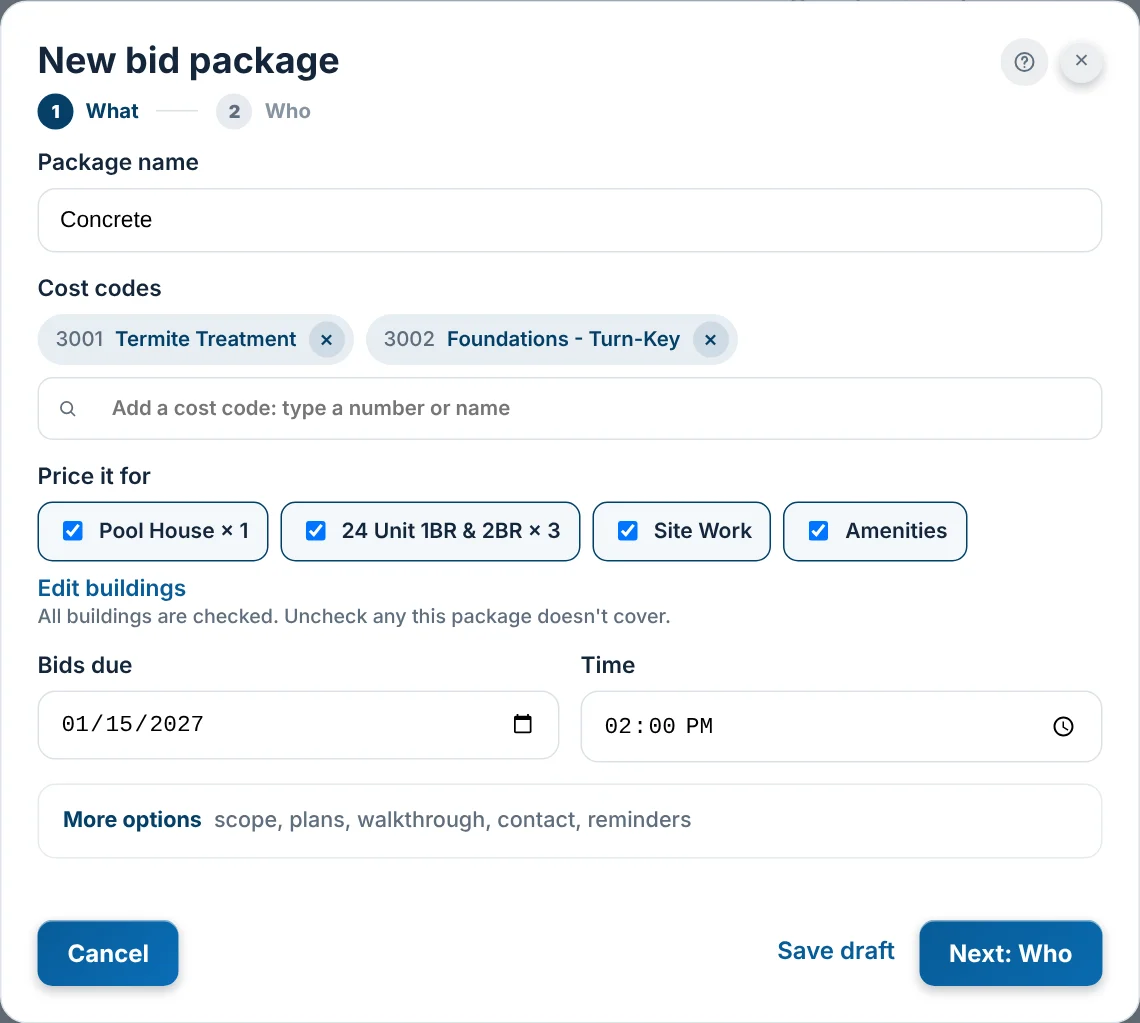 New bid package
1 What 2 Who
Package name
Concrete
Cost codes
3001 Termite Treatment × 3002 Foundations - Turn-Key ×
Add a cost code: type a number or name
Price it for
Pool House × 1 24 Unit 1BR & 2BR × 3 Site Work Amenities
Edit buildings
All buildings are checked. Uncheck any this package doesn't cover.
Bids due Time
01/15/2027 02:00 PM
More options scope, plans, walkthrough, contact, reminders
Cancel Save draft Next: Who